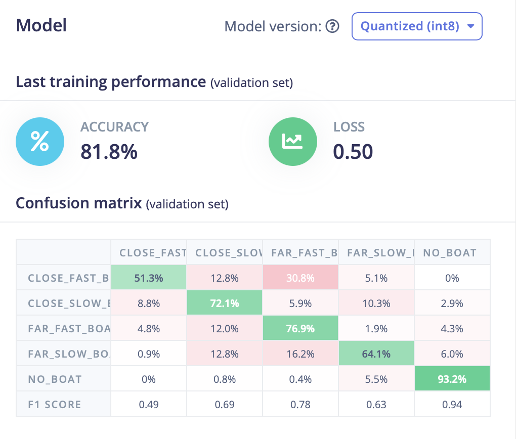 Model
Model version: Quantized (int8)
Last training performance (validation set)
ACCURACY
81.8%
LOSS
0.50
Confusion matrix (validation set)
CLOSE_FAST CLOSE_SLOW FAR_FAST_B FAR_SLOW_ NO_BOAT
CLOSE_FAST_B 51.3% 12.8% 30.8% 5.1% 0%
CLOSE_SLOW_B 8.8% 72.1% 5.9% 10.3% 2.9%
FAR_FAST_BOA 4.8% 12.0% 76.9% 1.9% 4.3%
FAR_SLOW_BO 0.9% 12.8% 16.2% 64.1% 6.0%
NO_BOAT 0% 0.8% 0.4% 5.5% 93.2%
F1 SCORE 0.49 0.69 0.78 0.63 0.94